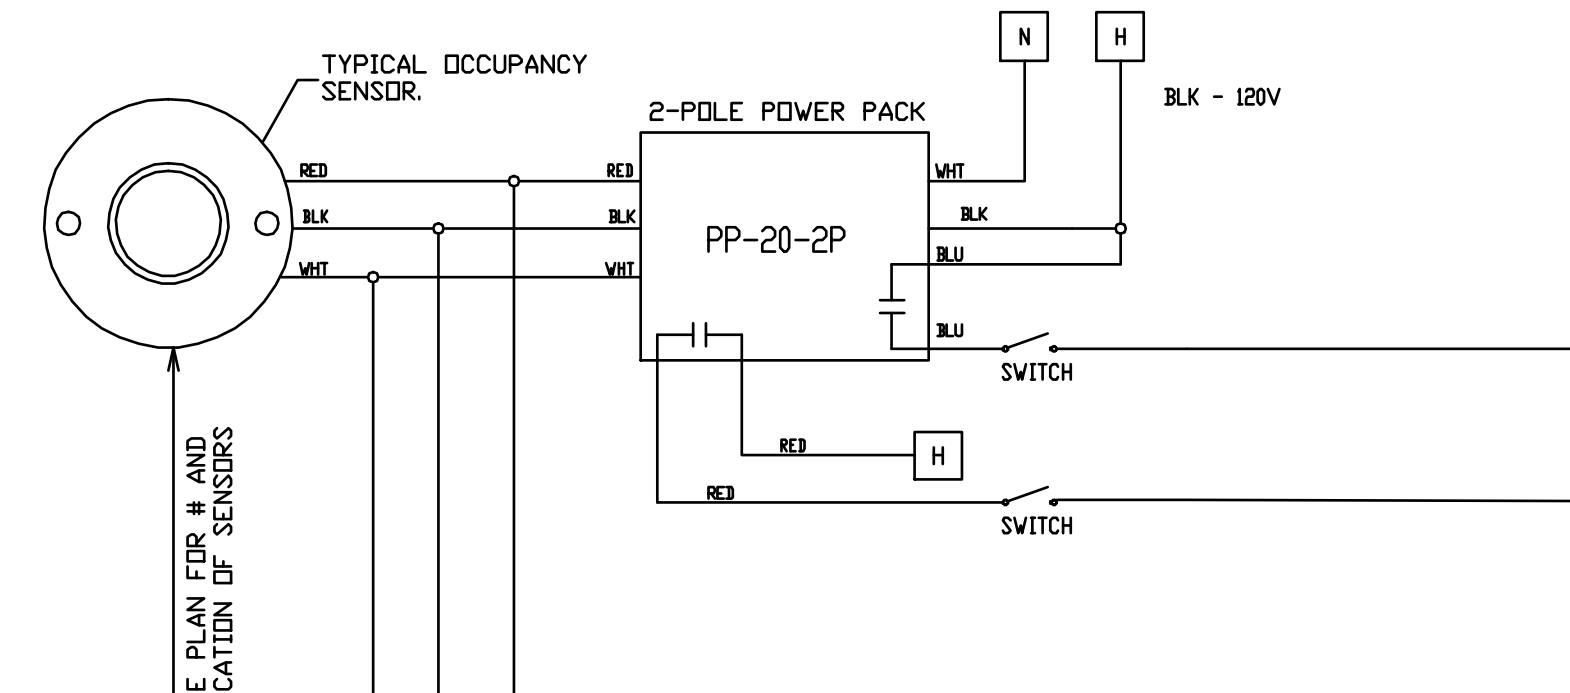 TYPICAL OCCUPANCY
SENSOR.
2-POLE POWER PACK
N
H
BLK - 120V
RED
BLK
WHT
RED
BLK
WHT
PP-20-2P
WHT
BLK
BLU
BLU
SWITCH
RED
H
RED
SWITCH
E PLAN FOR # AND
CATION OF SENSORS